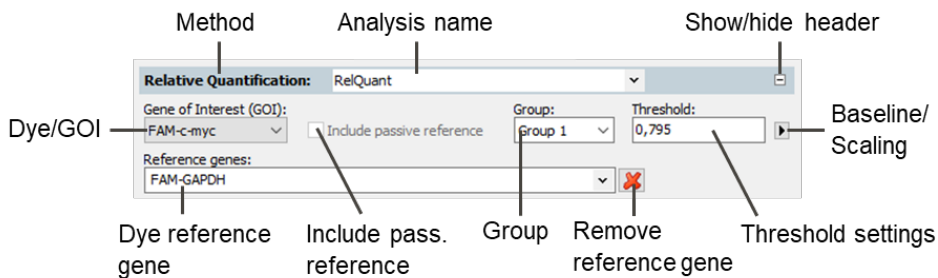 Method
Analysis name
Show/hide header
Relative Quantification:
RelQuant
Gene of Interest (GOI):
Group:
Threshold:
Dye/GOI
FAM-c-myc
Include passive reference
Group 1
0,795
Baseline/
Scaling
Reference genes:
FAM-GAPDH
Dye reference
gene
Include pass.
reference
Group
Remove
reference gene
Threshold settings